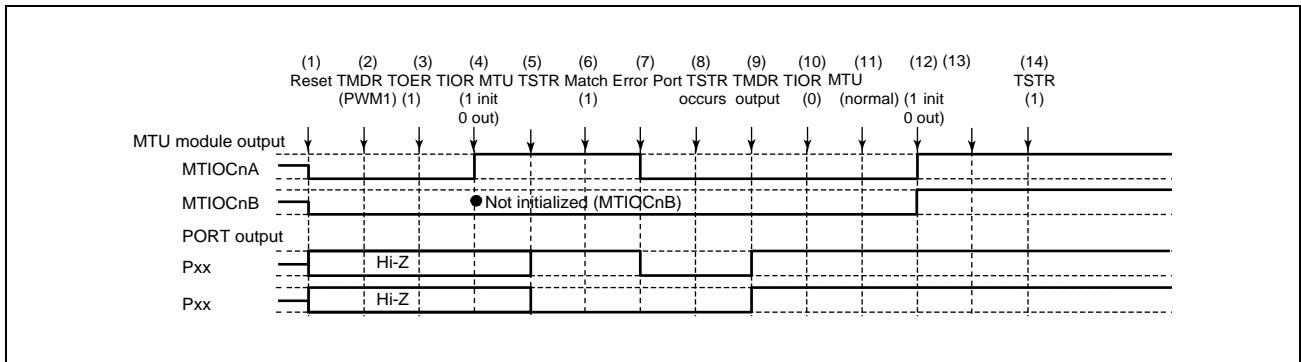 (1) (2) (3) (4) (5) (6) (7) (8) (9) (10) (11) (12) (13) (14)
Reset TMDR TOER TIOR MTU TSTR Match Error Port TSTR TMDR TIOR MTU TSTR
(PWM1) (1) (1 init (1) occurs output (0) (normal) (1 init (1)
0 out) 0 out)
MTU module output
MTIOCnA
MTIOCnB Not initialized (MTIOCnB)
PORT output
Pxx Hi-Z
Pxx Hi-Z